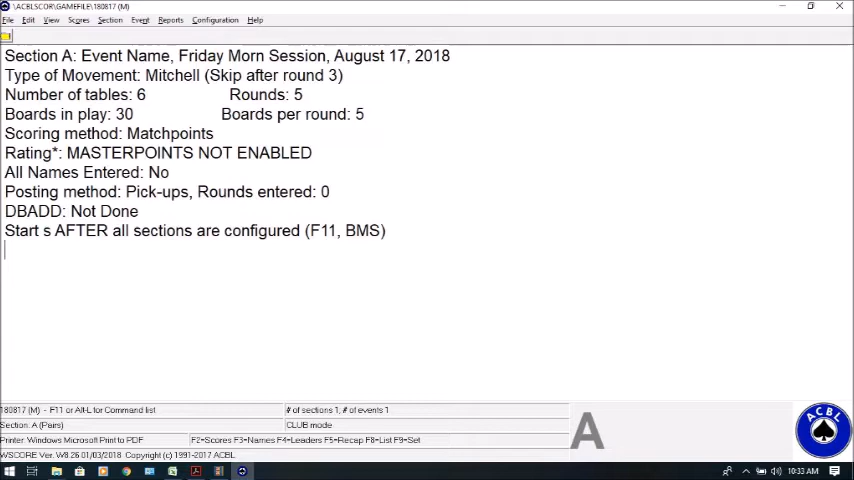 \ACBLSCOR\GAMEFILE\180817 (M)
File Edit View Scores Section Event Reports Configuration Help
Section A: Event Name, Friday Morn Session, August 17, 2018
Type of Movement: Mitchell (Skip after round 3)
Number of tables: 6 Rounds: 5
Boards in play: 30 Boards per round: 5
Scoring method: Matchpoints
Rating*: MASTERPOINTS NOT ENABLED
All Names Entered: No
Posting method: Pick-ups, Rounds entered: 0
DBADD: Not Done
Start s AFTER all sections are configured (F11, BMS)
180817 (M) - F11 or Alt-L for Command list # of sections 1, # of events 1
Section: A (Pairs) CLUB mode
Printer: Windows Microsoft Print to PDF F2=Scores F3=Names F4=Leaders F5=Recap F8=List F9=Set
WSCORE Ver. W8.26 01/03/2018 Copyright (c) 1991-2017 ACBL
A
ACBL
10:33 AM